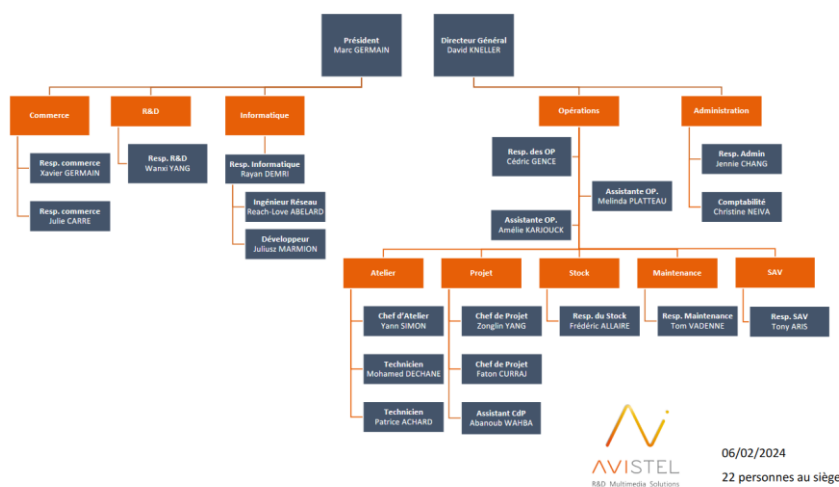 Président
Marc GERMAIN
Directeur Général
David KNELLER
Commerce
R&D
Informatique
Opérations
Administration
Resp. commerce
Xavier GERMAIN
Resp. R&D
Wanxi YANG
Resp. Informatique
Rayan DEMRI
Resp. des OP
Cédric GENCE
Resp. Admin
Jennie CHANG
Resp. commerce
Julie CARRE
Ingénieur Réseau
Reach-Love ABELARD
Assistante OP.
Melinda PLATTEAU
Comptabilité
Christine NEIVA
Développeur
Juliusz MARMION
Assistante OP.
Amélie KARJOUCK
Atelier
Projet
Stock
Maintenance
SAV
Chef d'Atelier
Yann SIMON
Chef de Projet
Zonglin YANG
Resp. du Stock
Frédéric ALLAIRE
Resp. Maintenance
Tom VADENNE
Resp. SAV
Tony ARIS
Technicien
Mohamed DECHANE
Chef de Projet
Faton CURRAJ
Technicien
Patrice ACHARD
Assistant CdP
Abanoub WAHBA
AVISTEL
R&D Multimedia Solutions
06/02/2024
22 personnes au siège